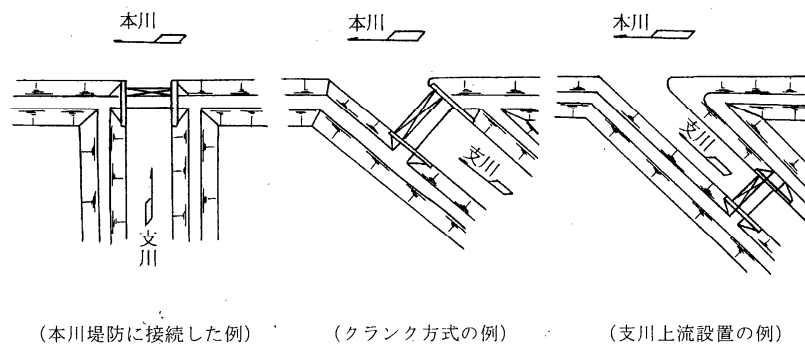 本川
本川
本川
支川
支川
支川
(本川堤防に接続した例)
(クランク方式の例)
(支川上流設置の例)